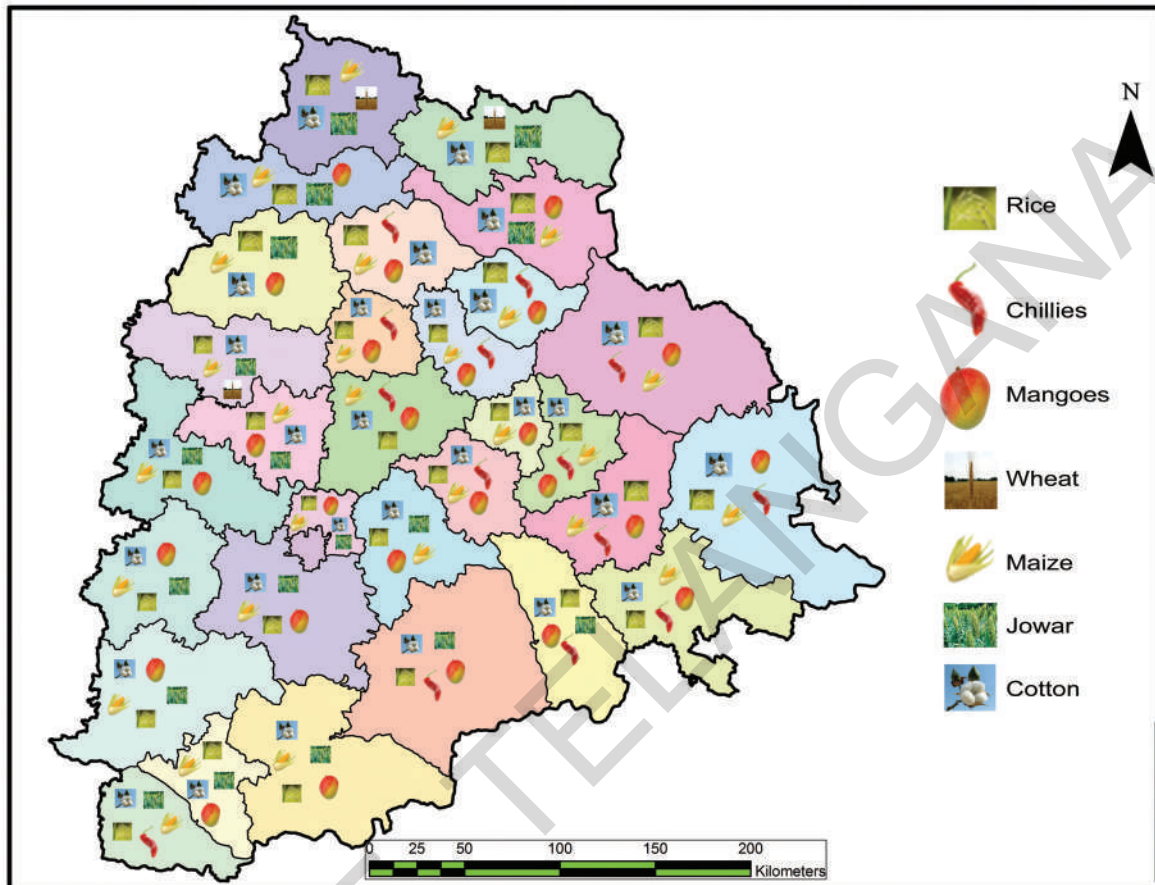 N
Rice
Chillies
Mangoes
Wheat
Maize
Jowar
Cotton
TELANGANA
0 25 50 100 150 200
Kilometers